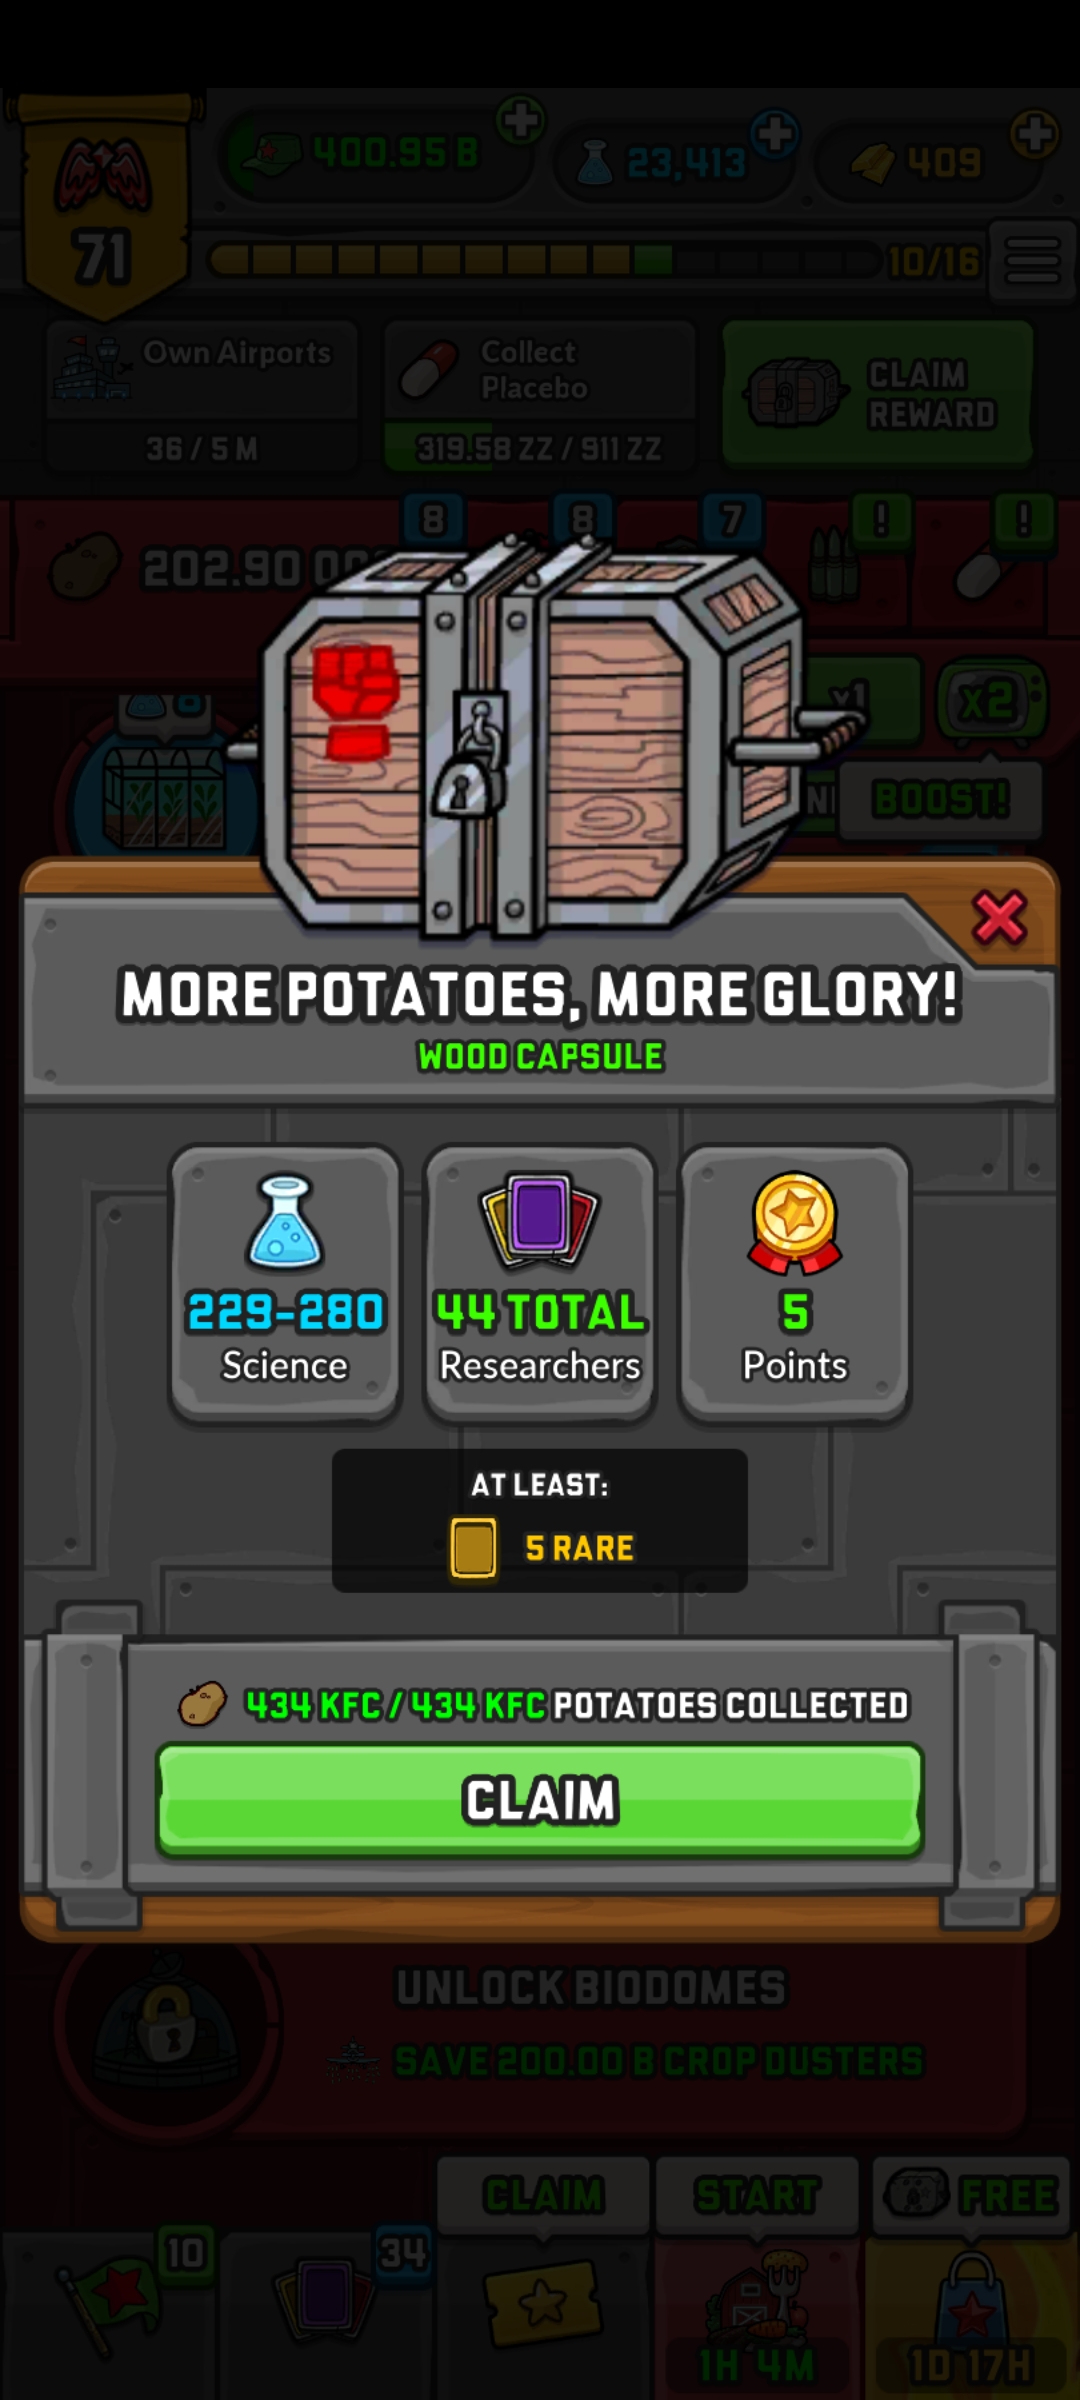 400.95 B
23,413
409
71
10/16
Own Airports
36 / 5 M
Collect
Placebo
319.58 ZZ / 911 ZZ
CLAIM
REWARD
8
8
7
!
!
202.90
x1
x2
BOOST!
MORE POTATOES, MORE GLORY!
WOOD CAPSULE
229-280
Science
44 TOTAL
Researchers
5
Points
AT LEAST:
5 RARE
434 KFC / 434 KFC POTATOES COLLECTED
CLAIM
UNLOCK BIODOMES
SAVE 200.00 B CROP DUSTERS
CLAIM
START
FREE
10
34
1H 4M
1D 17H